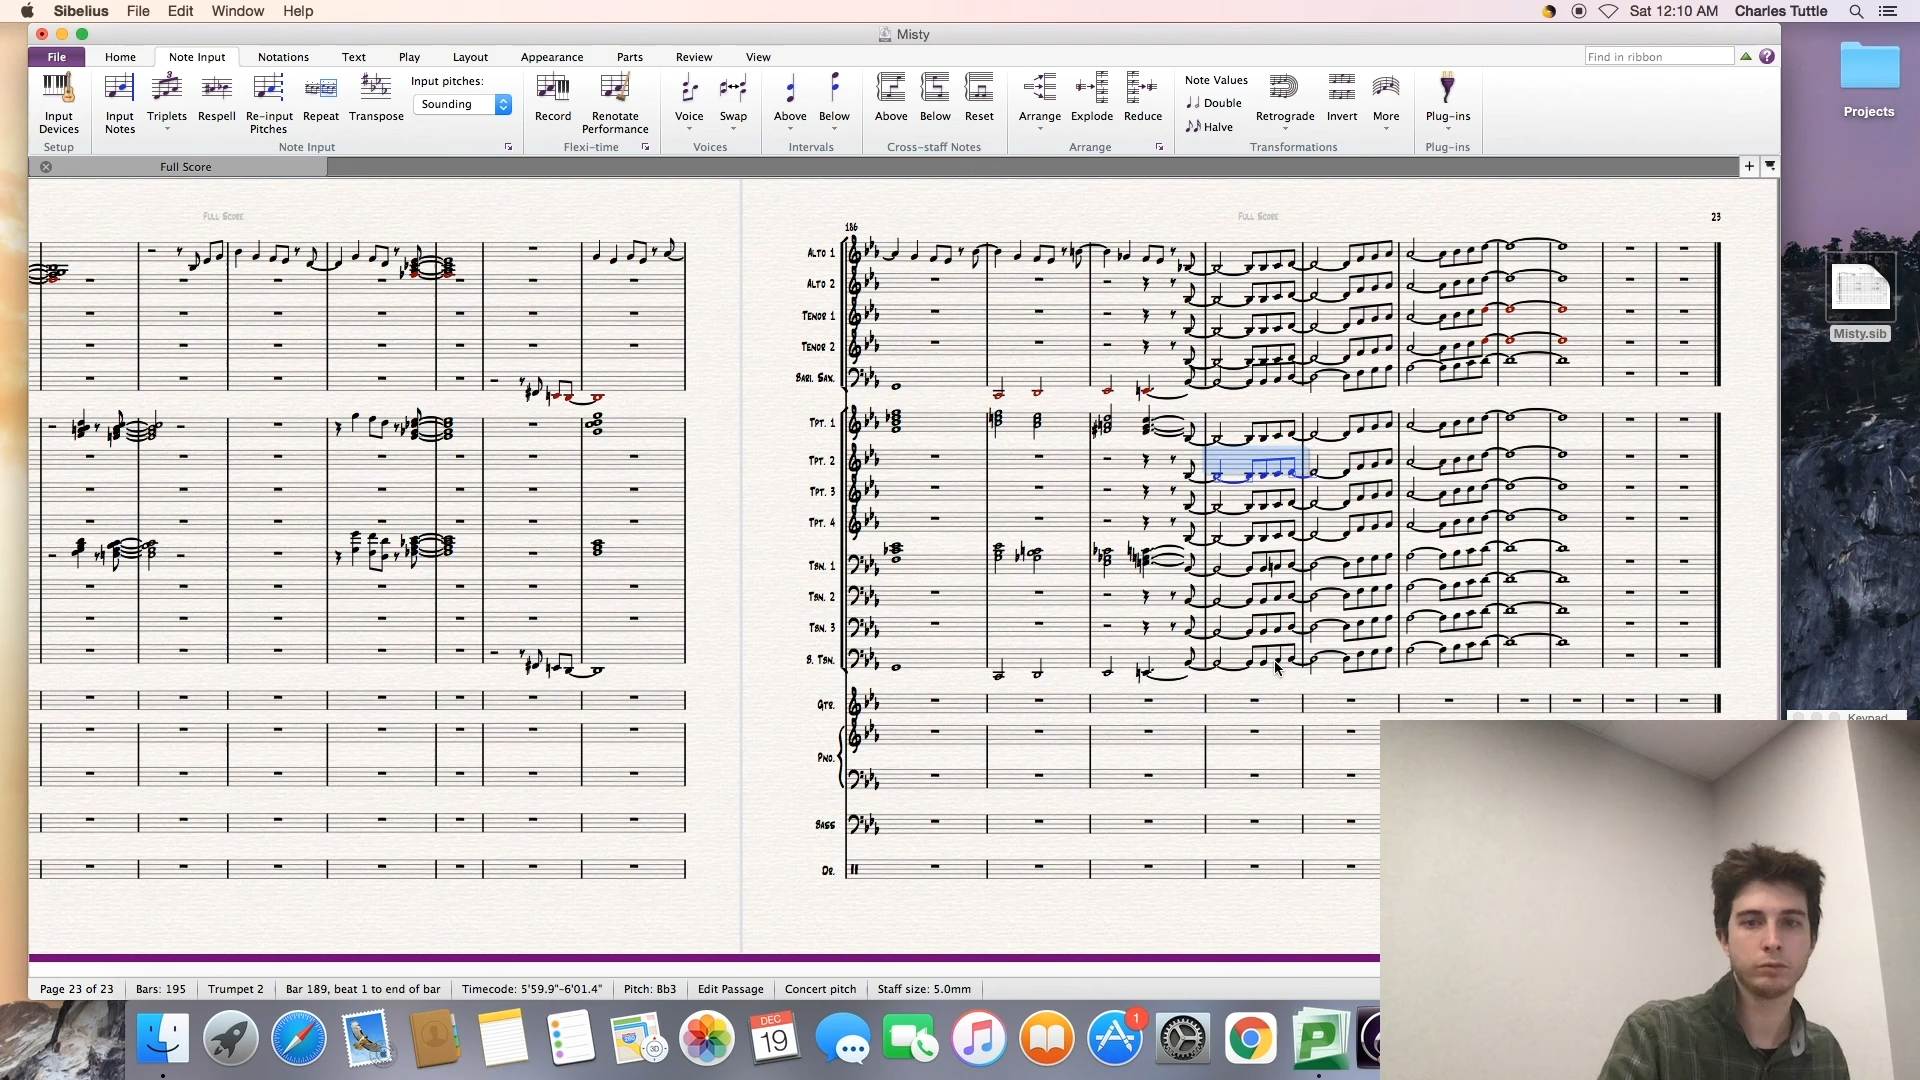 Sibelius File Edit Window Help
Sat 12:10 AM Charles Tuttle
Misty
File Home Note Input Notations Text Play Layout Appearance Parts Review View
Find in ribbon
Input pitches:
Sounding
Input Devices
Input Notes
Triplets
Respell
Re-input Pitches
Repeat
Transpose
Record
Renotate Performance
Voice
Swap
Above
Below
Above
Below
Reset
Arrange
Explode
Reduce
Note Values
Double
Halve
Retrograde
Invert
More
Plug-ins
Setup
Note Input
Flexi-time
Voices
Intervals
Cross-staff Notes
Arrange
Transformations
Plug-ins
Full Score
Full Score
Full Score
23
186
Alto 1
Alto 2
Tenor 1
Tenor 2
Bari. Sax.
Tpt. 1
Tpt. 2
Tpt. 3
Tpt. 4
Tbn. 1
Tbn. 2
Tbn. 3
B. Tbn.
Gtr.
Pno.
Bass
Dr.
Projects
Misty.sib
Keypad
Page 23 of 23 Bars: 195 Trumpet 2 Bar 189, beat 1 to end of bar Timecode: 5'59.9"-6'01.4" Pitch: Bb3 Edit Passage Concert pitch Staff size: 5.0mm
DEC
19
3D
1